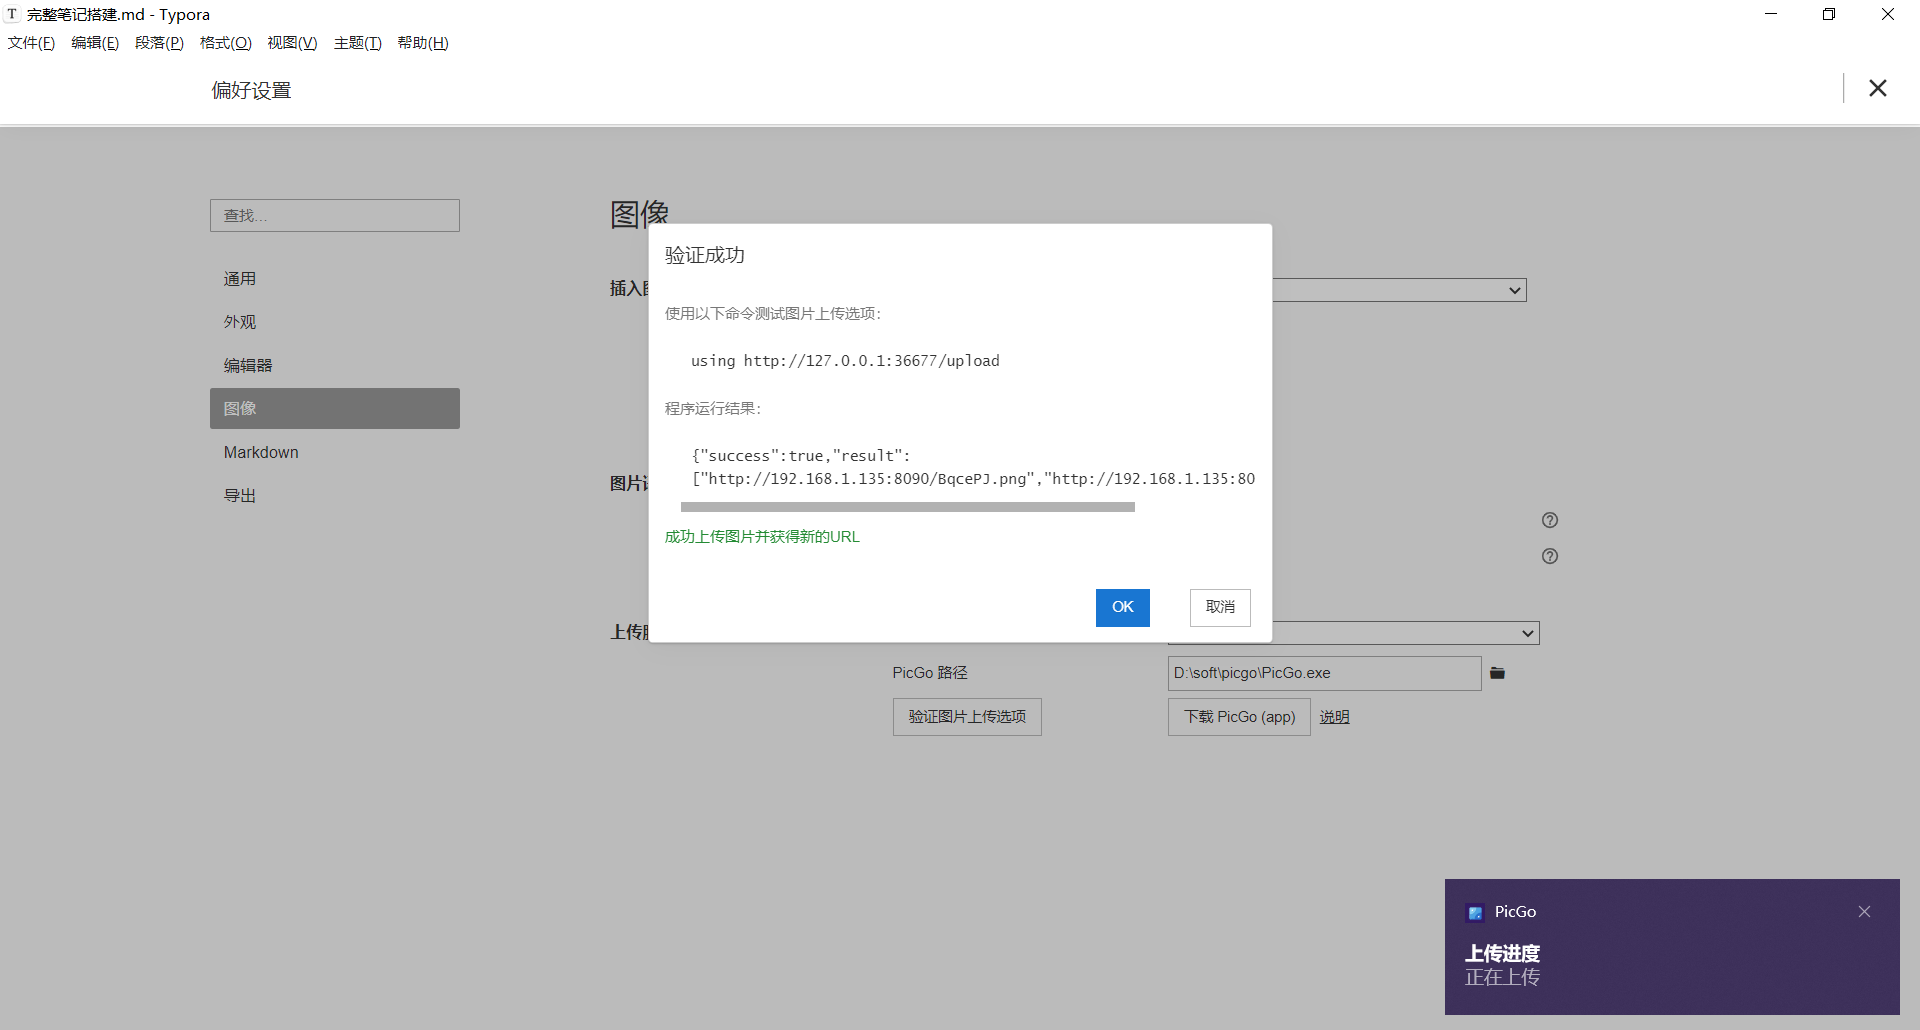 完整笔记搭建.md - Typora
文件(F) 编辑(E) 段落(P) 格式(O) 视图(V) 主题(T) 帮助(H)
偏好设置
查找...
通用
外观
编辑器
图像
Markdown
导出
图像
插入
图片
上传
验证成功
使用以下命令测试图片上传选项：
using http://127.0.0.1:36677/upload
程序运行结果：
{"success":true,"result":
["http://192.168.1.135:8090/BqcePJ.png","http://192.168.1.135:80
成功上传图片并获得新的URL
OK
取消
PicGo 路径
D:\soft\picgo\PicGo.exe
验证图片上传选项
下载 PicGo (app)
说明
PicGo
上传进度
正在上传